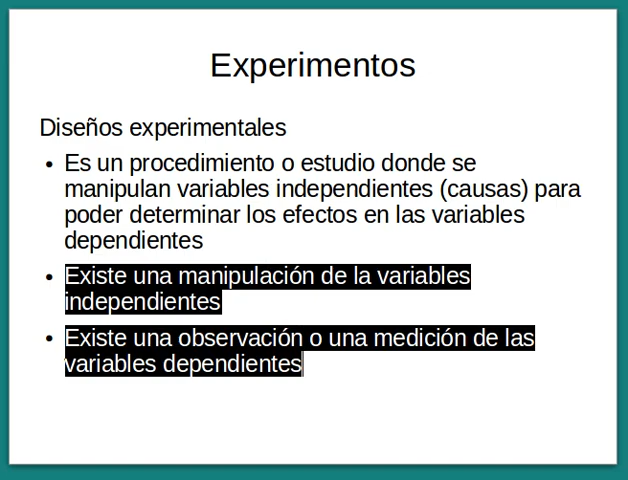 Experimentos
Diseños experimentales
• Es un procedimiento o estudio donde se
manipulan variables independientes (causas) para
poder determinar los efectos en las variables
dependientes
• Existe una manipulación de la variables
independientes
• Existe una observación o una medición de las
variables dependientes